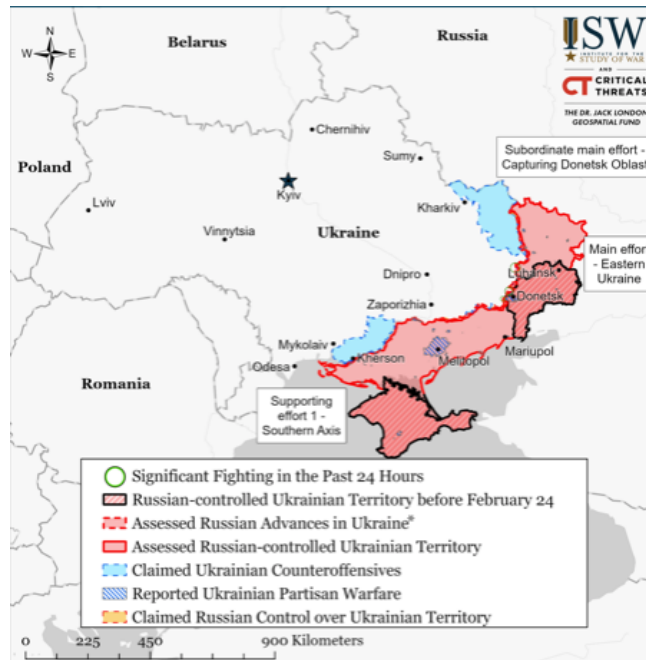 N
W
E
S
Belarus
Russia
ISW
INSTITUTE FOR THE
STUDY OF WAR
AND
CT CRITICAL
THREATS
THE DR. JACK LONDON
GEOSPATIAL FUND
Chernihiv
Sumy
Subordinate main effort -
Capturing Donetsk Oblast
Poland
Lviv
Kyiv
Kharkiv
Vinnytsia
Ukraine
Main effort
- Eastern
Ukraine
Luhansk
Dnipro
Donetsk
Zaporizhia
Mykolaiv
Mariupol
Kherson
Melitopol
Odesa
Romania
Supporting
effort 1 -
Southern Axis
Significant Fighting in the Past 24 Hours
Russian-controlled Ukrainian Territory before February 24
Assessed Russian Advances in Ukraine*
Assessed Russian-controlled Ukrainian Territory
Claimed Ukrainian Counteroffensives
Reported Ukrainian Partisan Warfare
Claimed Russian Control over Ukrainian Territory
0 225 450 900 Kilometers